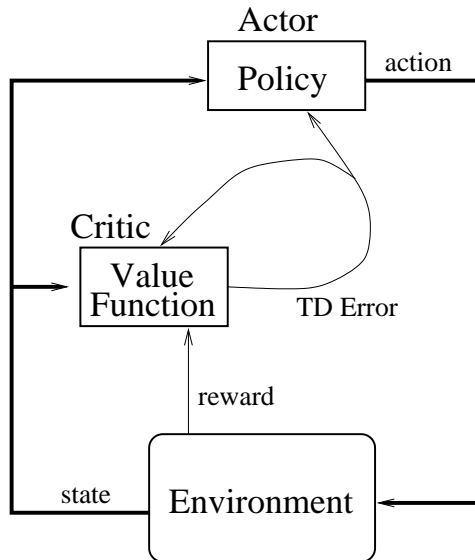 Actor
Policy
action
Critic
Value
Function
TD Error
reward
state
Environment